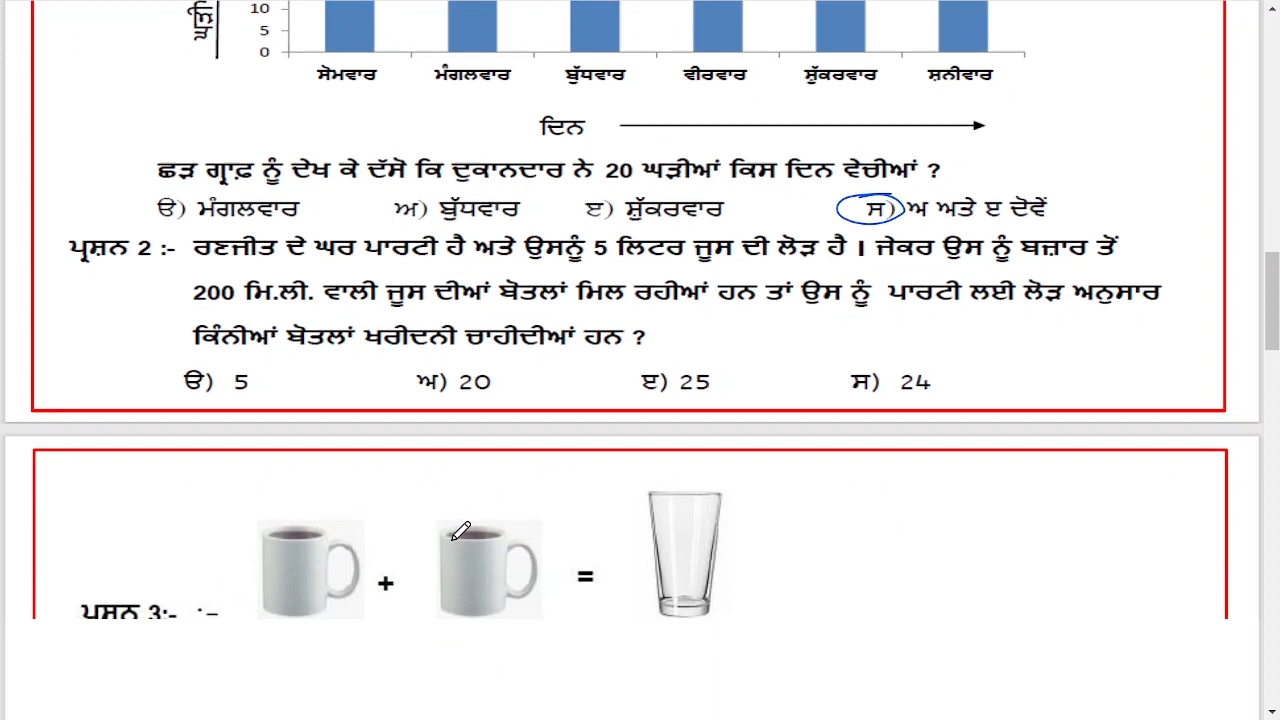 10
5
0
ਸੋਮਵਾਰ ਮੰਗਲਵਾਰ ਬੁੱਧਵਾਰ ਵੀਰਵਾਰ ਸ਼ੁੱਕਰਵਾਰ ਸ਼ਨੀਵਾਰ
ਦਿਨ
ਛੜ ਗ੍ਰਾਫ਼ ਨੂੰ ਦੇਖ ਕੇ ਦੱਸੋ ਕਿ ਦੁਕਾਨਦਾਰ ਨੇ 20 ਘੜੀਆਂ ਕਿਸ ਦਿਨ ਵੇਚੀਆਂ ?
ੳ) ਮੰਗਲਵਾਰ ਅ) ਬੁੱਧਵਾਰ ੲ) ਸ਼ੁੱਕਰਵਾਰ ਸ) ਅ ਅਤੇ ੲ ਦੋਵੇਂ
ਪ੍ਰਸ਼ਨ 2 :- ਰਣਜੀਤ ਦੇ ਘਰ ਪਾਰਟੀ ਹੈ ਅਤੇ ਉਸਨੂੰ 5 ਲਿਟਰ ਜੂਸ ਦੀ ਲੋੜ ਹੈ । ਜੇਕਰ ਉਸ ਨੂੰ ਬਜ਼ਾਰ ਤੋਂ
200 ਮਿ.ਲੀ. ਵਾਲੀ ਜੂਸ ਦੀਆਂ ਬੋਤਲਾਂ ਮਿਲ ਰਹੀਆਂ ਹਨ ਤਾਂ ਉਸ ਨੂੰ ਪਾਰਟੀ ਲਈ ਲੋੜ ਅਨੁਸਾਰ
ਕਿੰਨੀਆਂ ਬੋਤਲਾਂ ਖਰੀਦਨੀ ਚਾਹੀਦੀਆਂ ਹਨ ?
ੳ) 5 ਅ) 20 ੲ) 25 ਸ) 24
+ =
ਪ੍ਰਸ਼ਨ 3:- :-